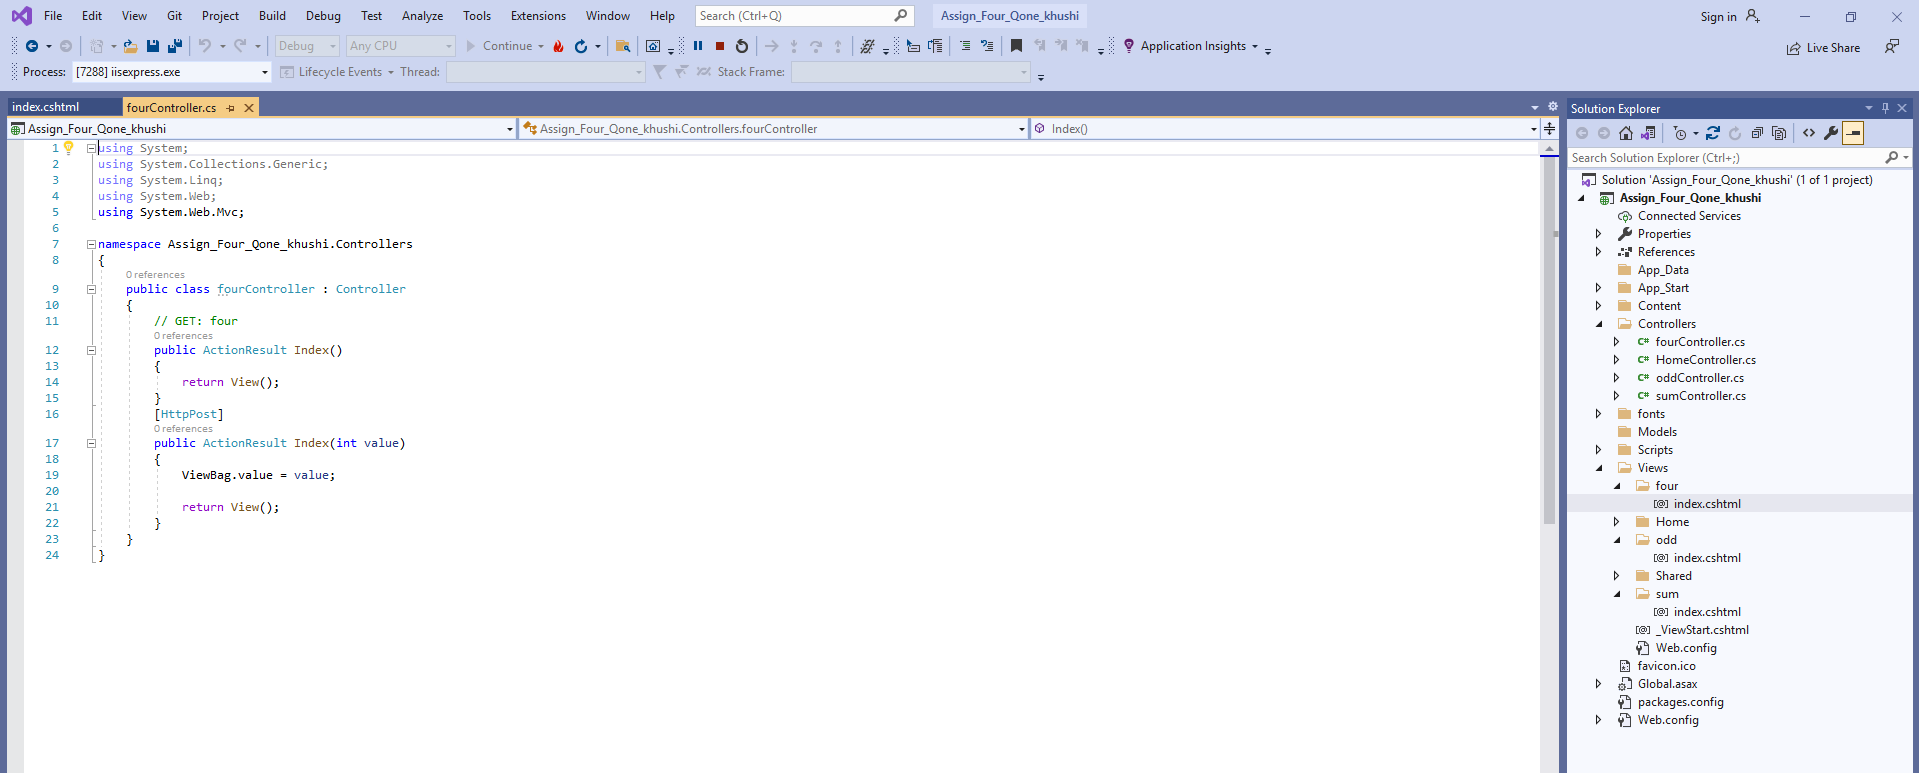 File Edit View Git Project Build Debug Test Analyze Tools Extensions Window Help Search (Ctrl+Q) Assign_Four_Qone_khushi Sign in
Debug Any CPU Continue Application Insights Live Share
Process: [7288] iisexpress.exe Lifecycle Events Thread: Stack Frame:
index.cshtml fourController.cs
Assign_Four_Qone_khushi Assign_Four_Qone_khushi.Controllers.fourController Index()
1 using System;
2 using System.Collections.Generic;
3 using System.Linq;
4 using System.Web;
5 using System.Web.Mvc;
6
7 namespace Assign_Four_Qone_khushi.Controllers
8 {
0 references
9 public class fourController : Controller
10 {
11 // GET: four
0 references
12 public ActionResult Index()
13 {
14 return View();
15 }
16 [HttpPost]
0 references
17 public ActionResult Index(int value)
18 {
19 ViewBag.value = value;
20
21 return View();
22 }
23 }
24 }
Solution Explorer
Search Solution Explorer (Ctrl+;)
Solution 'Assign_Four_Qone_khushi' (1 of 1 project)
Assign_Four_Qone_khushi
Connected Services
Properties
References
App_Data
App_Start
Content
Controllers
C# fourController.cs
C# HomeController.cs
C# oddController.cs
C# sumController.cs
fonts
Models
Scripts
Views
four
[@] index.cshtml
Home
odd
[@] index.cshtml
Shared
sum
[@] index.cshtml
[@] _ViewStart.cshtml
Web.config
favicon.ico
Global.asax
packages.config
Web.config